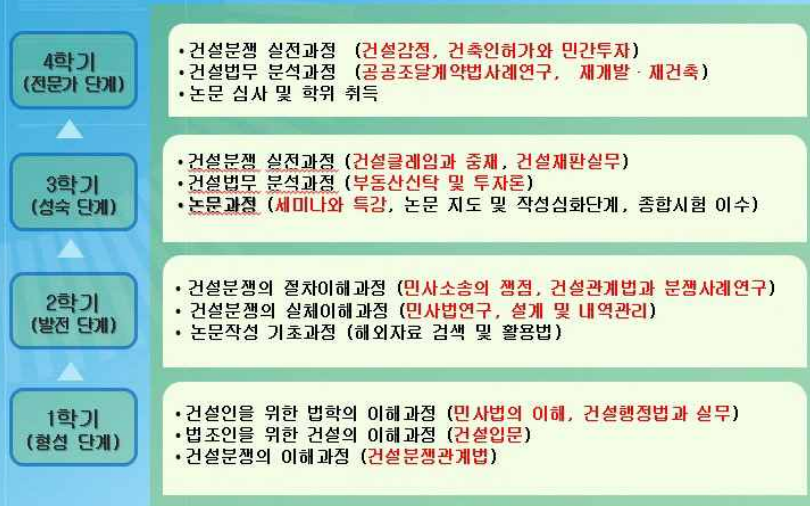 4학기
(전문가 단계)
•건설분쟁 실전과정 (건설감정, 건축인허가와 민간투자)
•건설법무 분석과정 (공공조달계약법사례연구, 재개발·재건축)
•논문 심사 및 학위 취득
3학기
(성숙 단계)
•건설분쟁 실전과정 (건설클레임과 중재, 건설재판실무)
•건설법무 분석과정 (부동산신탁 및 투자론)
•논문과정 (세미나와 특강, 논문 지도 및 작성심화단계, 종합시험 이수)
2학기
(발전 단계)
•건설분쟁의 절차이해과정 (민사소송의 쟁점, 건설관계법과 분쟁사례연구)
•건설분쟁의 실체이해과정 (민사법연구, 설계 및 내역관리)
•논문작성 기초과정 (해외자료 검색 및 활용법)
1학기
(형성 단계)
•건설인을 위한 법학의 이해과정 (민사법의 이해, 건설행정법과 실무)
•법조인을 위한 건설의 이해과정 (건설입문)
•건설분쟁의 이해과정 (건설분쟁관계법)